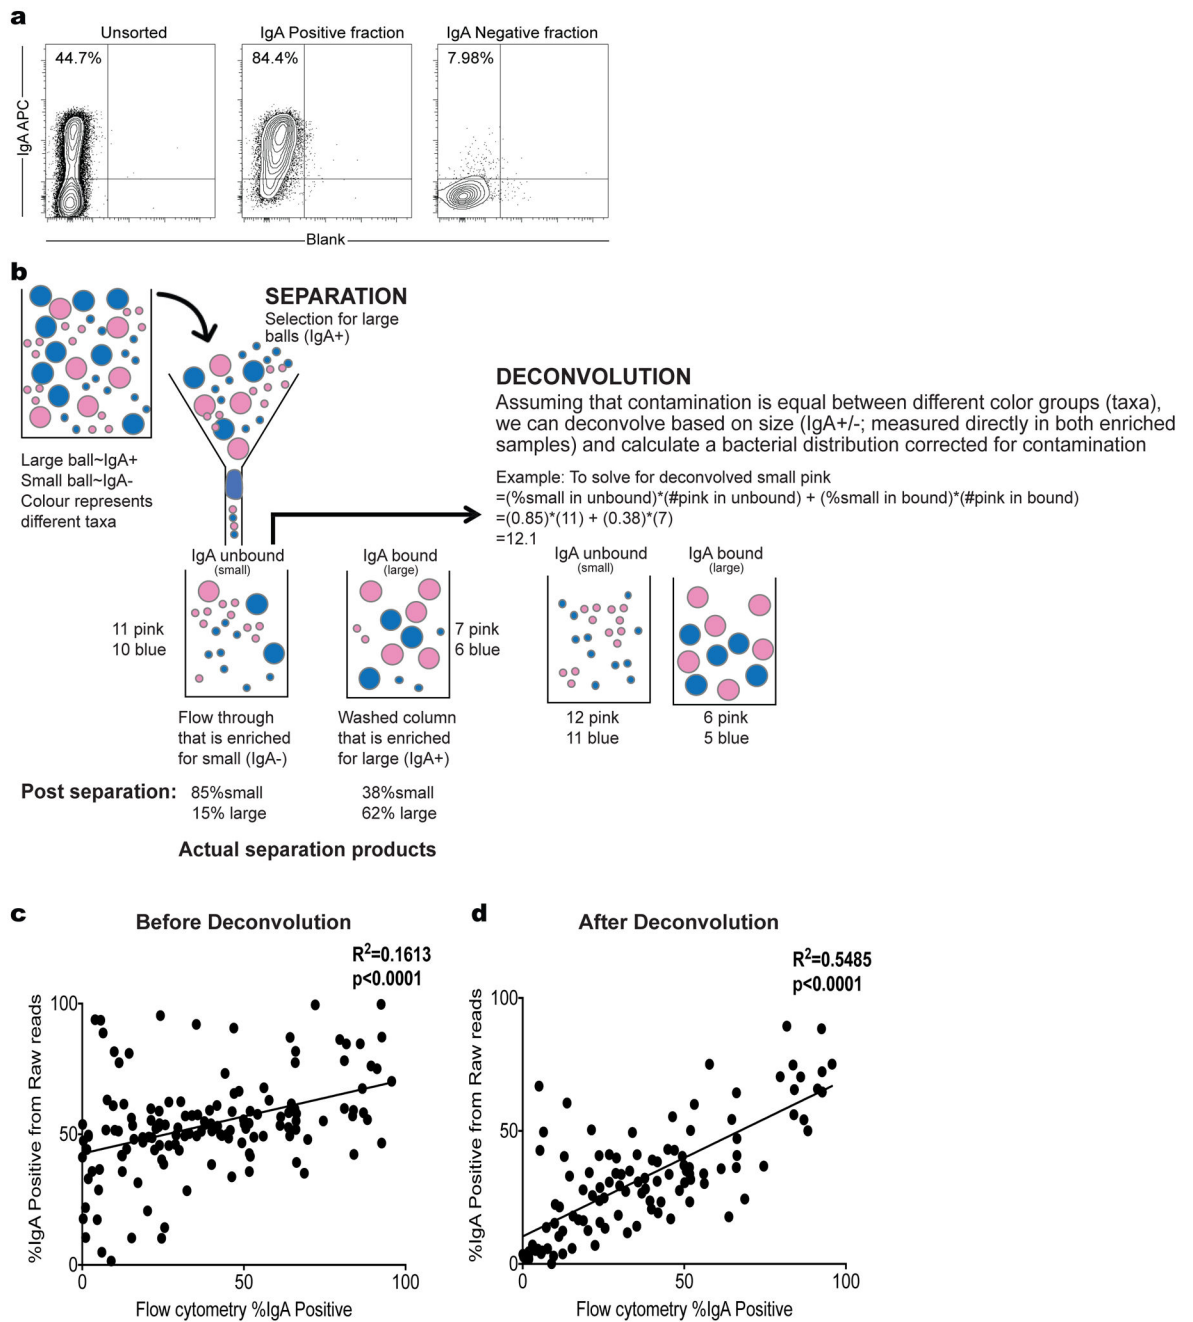 a
Unsorted
IgA Positive fraction
IgA Negative fraction
44.7%
84.4%
7.98%
IgA APC
Blank
b
SEPARATION
Selection for large
balls (IgA+)
Large ball~IgA+
Small ball~IgA-
Colour represents
different taxa
DECONVOLUTION
Assuming that contamination is equal between different color groups (taxa),
we can deconvolve based on size (IgA+/-; measured directly in both enriched
samples) and calculate a bacterial distribution corrected for contamination
Example: To solve for deconvolved small pink
=(%small in unbound)*(#pink in unbound) + (%small in bound)*(#pink in bound)
=(0.85)*(11) + (0.38)*(7)
=12.1
IgA unbound
(small)
IgA bound
(large)
11 pink
10 blue
7 pink
6 blue
IgA unbound
(small)
IgA bound
(large)
12 pink
11 blue
6 pink
5 blue
Flow through
that is enriched
for small (IgA-)
Washed column
that is enriched
for large (IgA+)
Post separation:
85%small
15% large
38%small
62% large
Actual separation products
c
Before Deconvolution
R2=0.1613
p<0.0001
%IgA Positive from Raw reads
100
50
0
0
50
100
Flow cytometry %IgA Positive
d
After Deconvolution
R2=0.5485
p<0.0001
%IgA Positive from Raw reads
100
50
0
0
50
100
Flow cytometry %IgA Positive